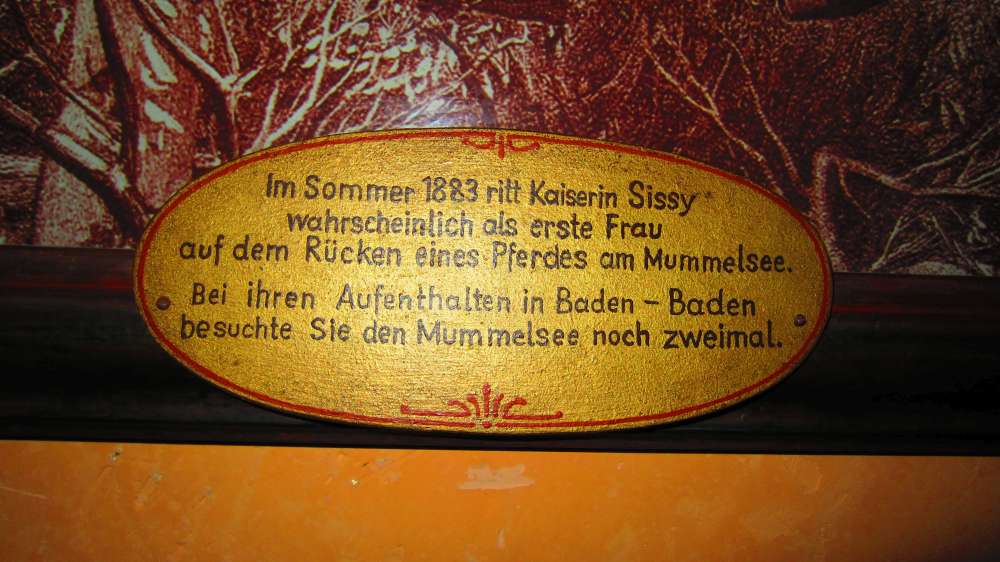 Im Sommer 1883 ritt Kaiserin Sissy
wahrscheinlich als erste Frau
auf dem Rücken eines Pferdes am Mummelsee.
Bei ihren Aufenthalten in Baden - Baden
besuchte Sie den Mummelsee noch zweimal.